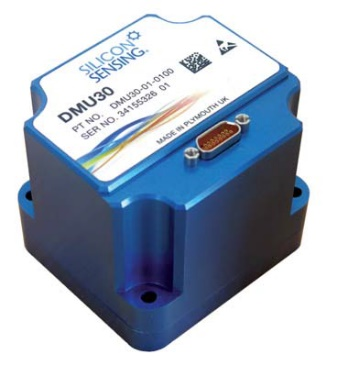 SILICON
SENSING.
DMU30
PT NO. DMU30-01-0100
SER NO. 34155326 01
MADE IN PLYMOUTH UK